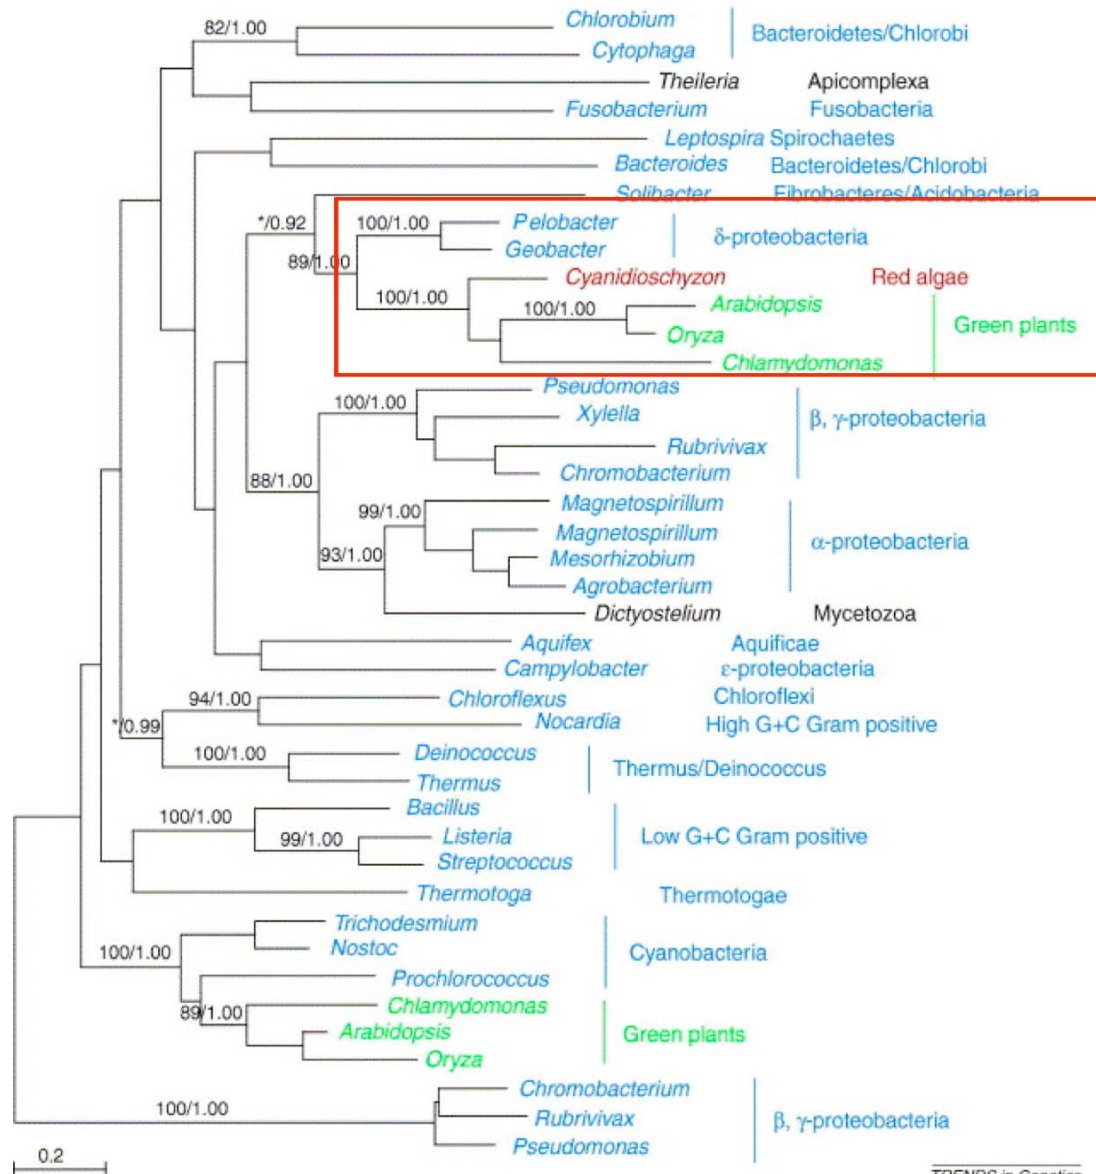 82/1.00 Chlorobium Bacteroidetes/Chlorobi
Cytophaga
Theileria Apicomplexa
Fusobacterium Fusobacteria
Leptospira Spirochaetes
Bacteroides Bacteroidetes/Chlorobi
Solibacter Fibrobacteres/Acidobacteria
*/0.92 100/1.00 Pelobacter δ-proteobacteria
Geobacter
89/1.00
Cyanidioschyzon Red algae
100/1.00 100/1.00 Arabidopsis Green plants
Oryza
Chlamydomonas
100/1.00 Pseudomonas β, γ-proteobacteria
Xylella
Rubrivivax
88/1.00 Chromobacterium
99/1.00 Magnetospirillum α-proteobacteria
Magnetospirillum
93/1.00 Mesorhizobium
Agrobacterium
Dictyostelium Mycetozoa
Aquifex Aquificae
Campylobacter ε-proteobacteria
94/1.00 Chloroflexus Chloroflexi
*/0.99 Nocardia High G+C Gram positive
100/1.00 Deinococcus Thermus/Deinococcus
Thermus
100/1.00 Bacillus Low G+C Gram positive
99/1.00 Listeria
Streptococcus
Thermotoga Thermotogae
Trichodesmium Cyanobacteria
100/1.00 Nostoc
Prochlorococcus
89/1.00 Chlamydomonas Green plants
Arabidopsis
Oryza
100/1.00 Chromobacterium β, γ-proteobacteria
Rubrivivax
Pseudomonas
0.2
TRENDS in Genetics